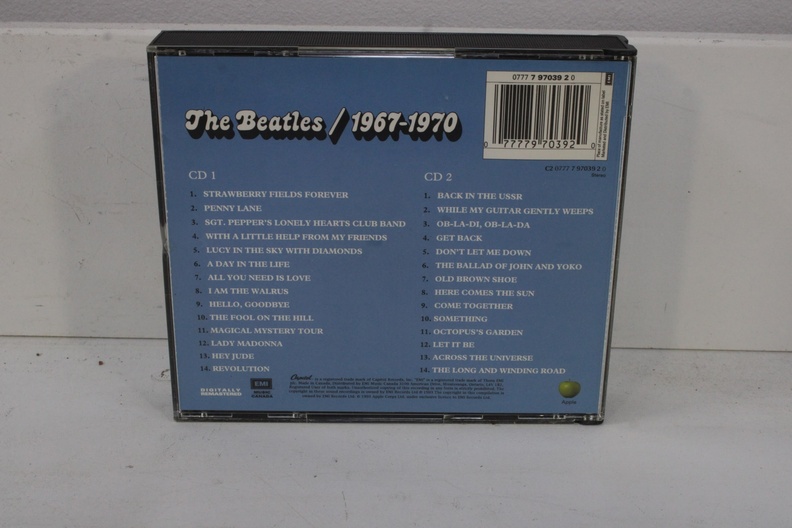 0777 7 97039 2 0
EMI
0 77779 70392 0
The Beatles / 1967-1970
C2 0777 7 97039 2 0
Stereo
CD 1
1. STRAWBERRY FIELDS FOREVER
2. PENNY LANE
3. SGT. PEPPER'S LONELY HEARTS CLUB BAND
4. WITH A LITTLE HELP FROM MY FRIENDS
5. LUCY IN THE SKY WITH DIAMONDS
6. A DAY IN THE LIFE
7. ALL YOU NEED IS LOVE
8. I AM THE WALRUS
9. HELLO, GOODBYE
10. THE FOOL ON THE HILL
11. MAGICAL MYSTERY TOUR
12. LADY MADONNA
13. HEY JUDE
14. REVOLUTION
CD 2
1. BACK IN THE USSR
2. WHILE MY GUITAR GENTLY WEEPS
3. OB-LA-DI, OB-LA-DA
4. GET BACK
5. DON'T LET ME DOWN
6. THE BALLAD OF JOHN AND YOKO
7. OLD BROWN SHOE
8. HERE COMES THE SUN
9. COME TOGETHER
10. SOMETHING
11. OCTOPUS'S GARDEN
12. LET IT BE
13. ACROSS THE UNIVERSE
14. THE LONG AND WINDING ROAD
DIGITALLY
REMASTERED
EMI
MUSIC
CANADA
Capitol
Apple